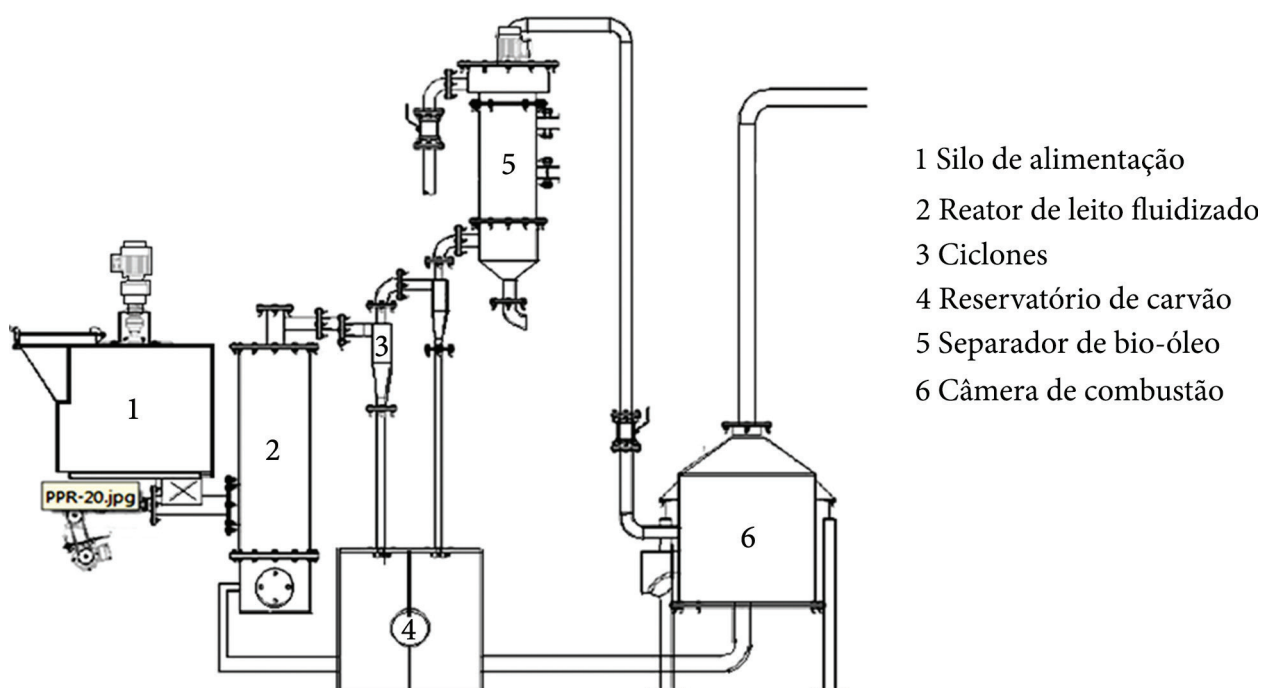 5
1 Silo de alimentação
2 Reator de leito fluidizado
3 Ciclones
4 Reservatório de carvão
5 Separador de bio-óleo
6 Câmera de combustão
3
1
2
PPR-20.jpg
6
4